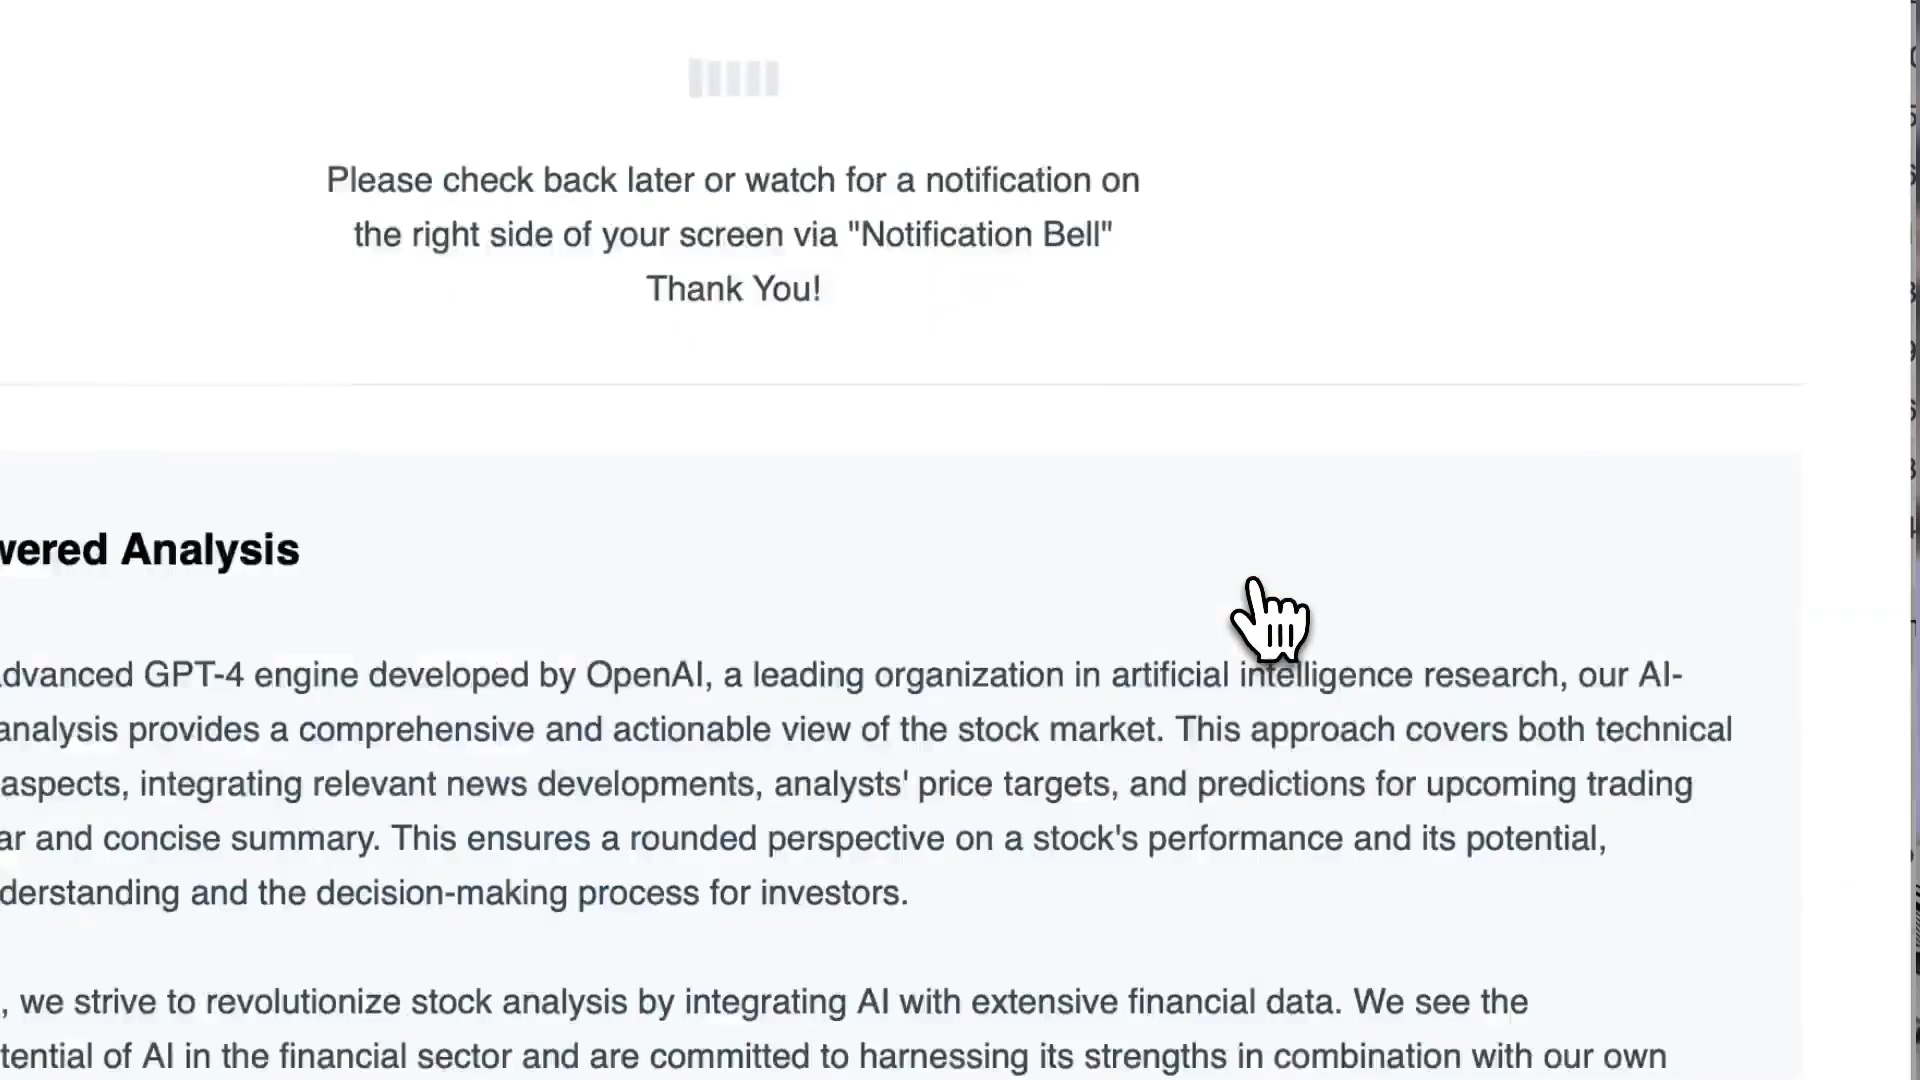 Please check back later or watch for a notification on
the right side of your screen via "Notification Bell"
Thank You!
wered Analysis
dvanced GPT-4 engine developed by OpenAI, a leading organization in artificial intelligence research, our AI-
analysis provides a comprehensive and actionable view of the stock market. This approach covers both technical
aspects, integrating relevant news developments, analysts' price targets, and predictions for upcoming trading
ar and concise summary. This ensures a rounded perspective on a stock's performance and its potential,
derstanding and the decision-making process for investors.
, we strive to revolutionize stock analysis by integrating AI with extensive financial data. We see the
tential of AI in the financial sector and are committed to harnessing its strengths in combination with our own